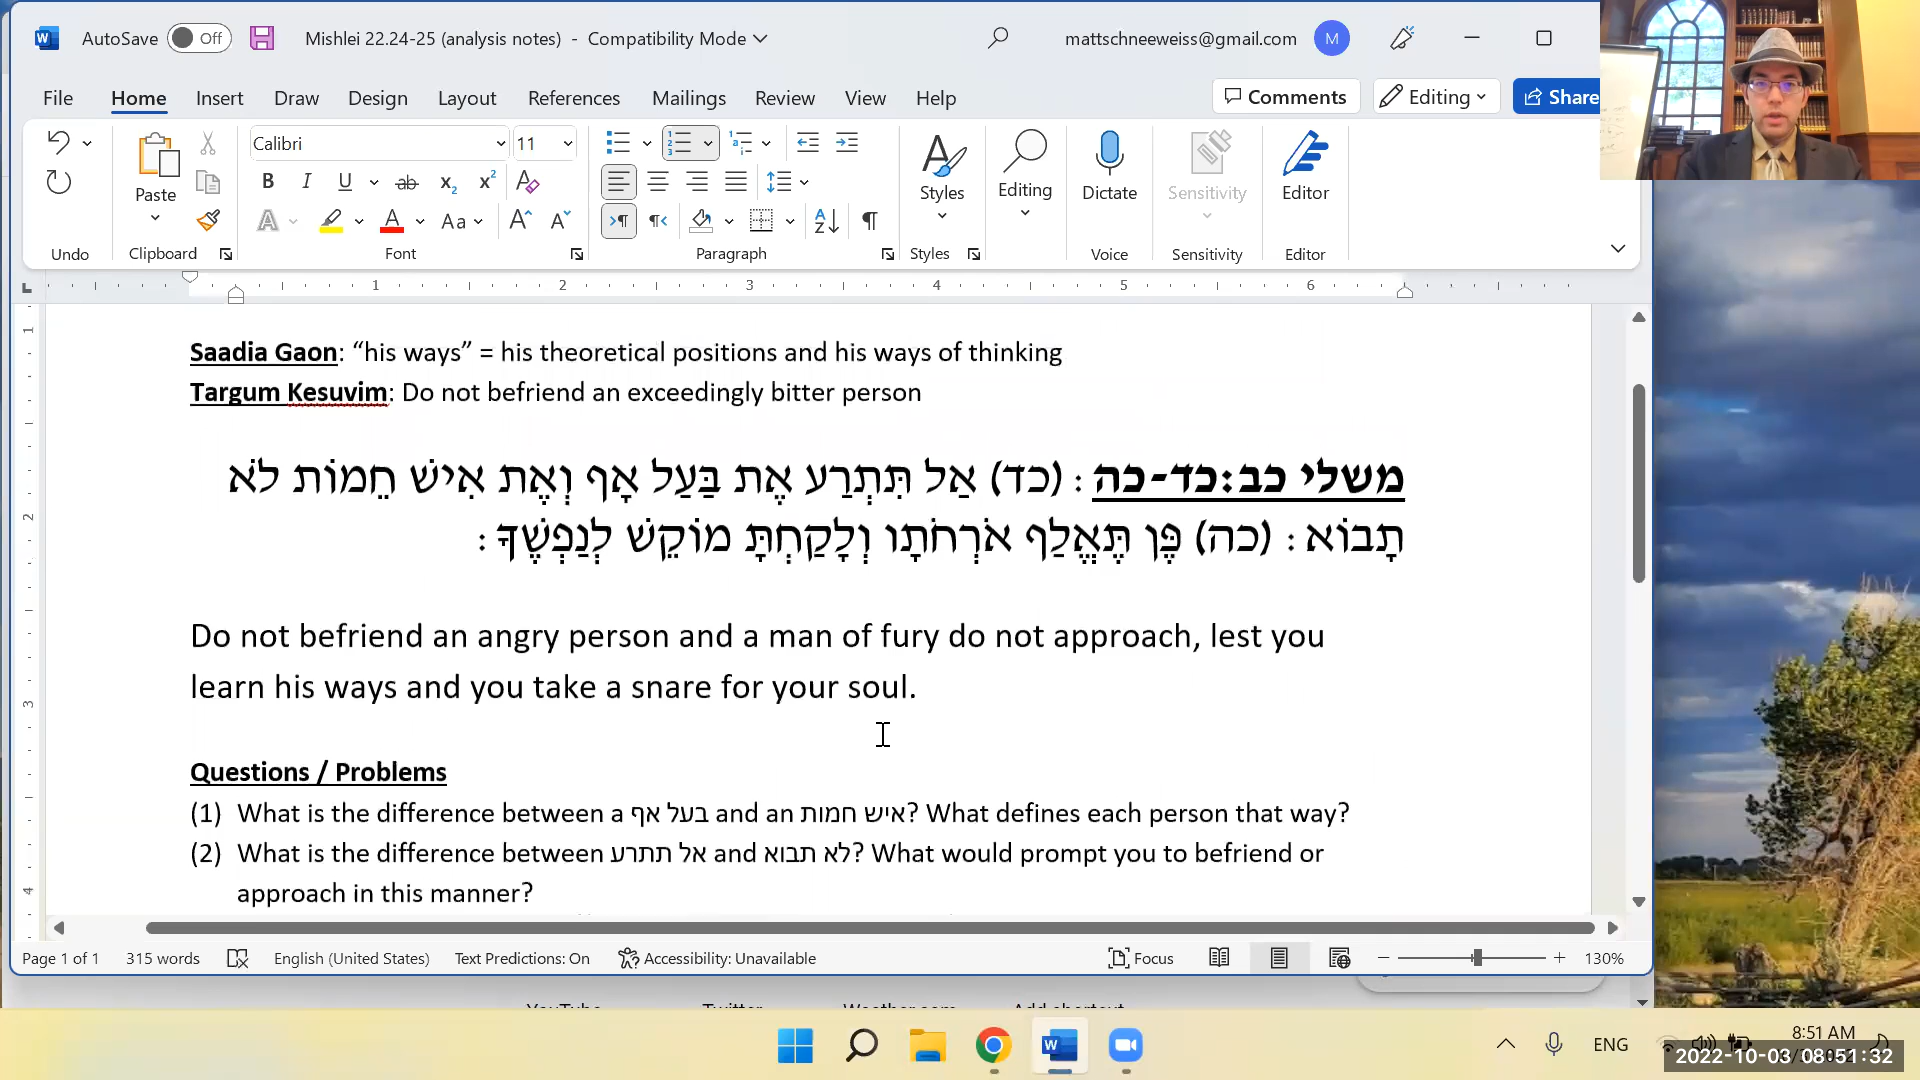 AutoSave Off Mishlei 22.24-25 (analysis notes) - Compatibility Mode mattschneeweiss@gmail.com M
File Home Insert Draw Design Layout References Mailings Review View Help Comments Editing Share
Calibri 11
Paste Styles Editing Dictate Sensitivity Editor
Undo Clipboard Font Paragraph Styles Voice Sensitivity Editor
1 2 3 4 5 6
Saadia Gaon: “his ways” = his theoretical positions and his ways of thinking
Targum Kesuvim: Do not befriend an exceedingly bitter person
משלי כב:כד-כה: (כד) אַל תִּתְרַע אֶת בַּעַל אָף וְאֶת אִישׁ חֵמוֹת לֹא
תָבוֹא: (כה) פֶּן תֶּאֱלַף אֹרְחֹתָו וְלָקַחְתָּ מוֹקֵשׁ לְנַפְשֶׁךָ:
Do not befriend an angry person and a man of fury do not approach, lest you
learn his ways and you take a snare for your soul.
Questions / Problems
(1) What is the difference between a בעל אף and an איש חמות? What defines each person that way?
(2) What is the difference between אל תתרע and לא תבוא? What would prompt you to befriend or
approach in this manner?
Page 1 of 1 315 words English (United States) Text Predictions: On Accessibility: Unavailable Focus 130%
ENG 8:51 AM
2022-10-03 08:51:32